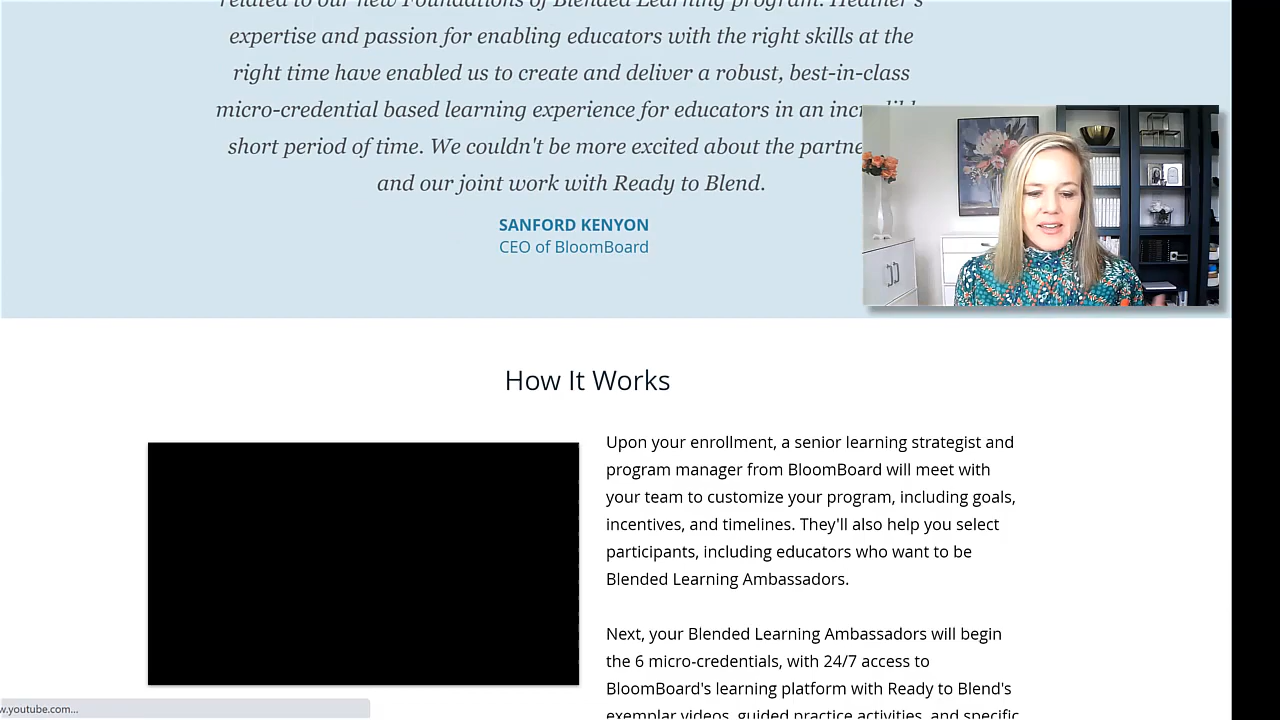 related to our new Foundations of Blended Learning program. Heather's
expertise and passion for enabling educators with the right skills at the
right time have enabled us to create and deliver a robust, best-in-class
micro-credential based learning experience for educators in an
short period of time. We couldn't be more excited about the
and our joint work with Ready to Blend.
SANFORD KENYON
CEO of BloomBoard
How It Works
Upon your enrollment, a senior learning strategist and
program manager from BloomBoard will meet with
your team to customize your program, including goals,
incentives, and timelines. They'll also help you select
participants, including educators who want to be
Blended Learning Ambassadors.
Next, your Blended Learning Ambassadors will begin
the 6 micro-credentials, with 24/7 access to
BloomBoard's learning platform with Ready to Blend's
exemplar videos, guided practice activities, and specific
w.youtube.com...